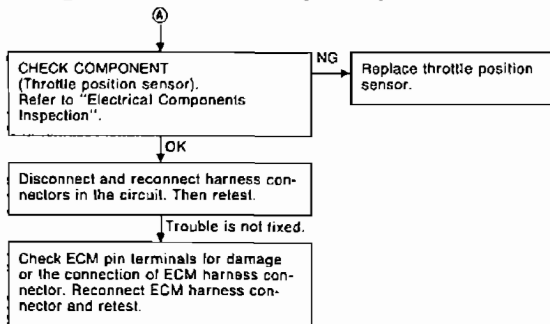 A
CHECK COMPONENT
(Throttle position sensor).
Refer to "Electrical Components
Inspection".
NG
Replace throttle position
sensor.
OK
Disconnect and reconnect harness con-
nectors in the circuit. Then retest.
Trouble is not fixed.
Check ECM pin terminals for damage
or the connection of ECM harness con-
nector. Reconnect ECM harness con-
nector and retest.